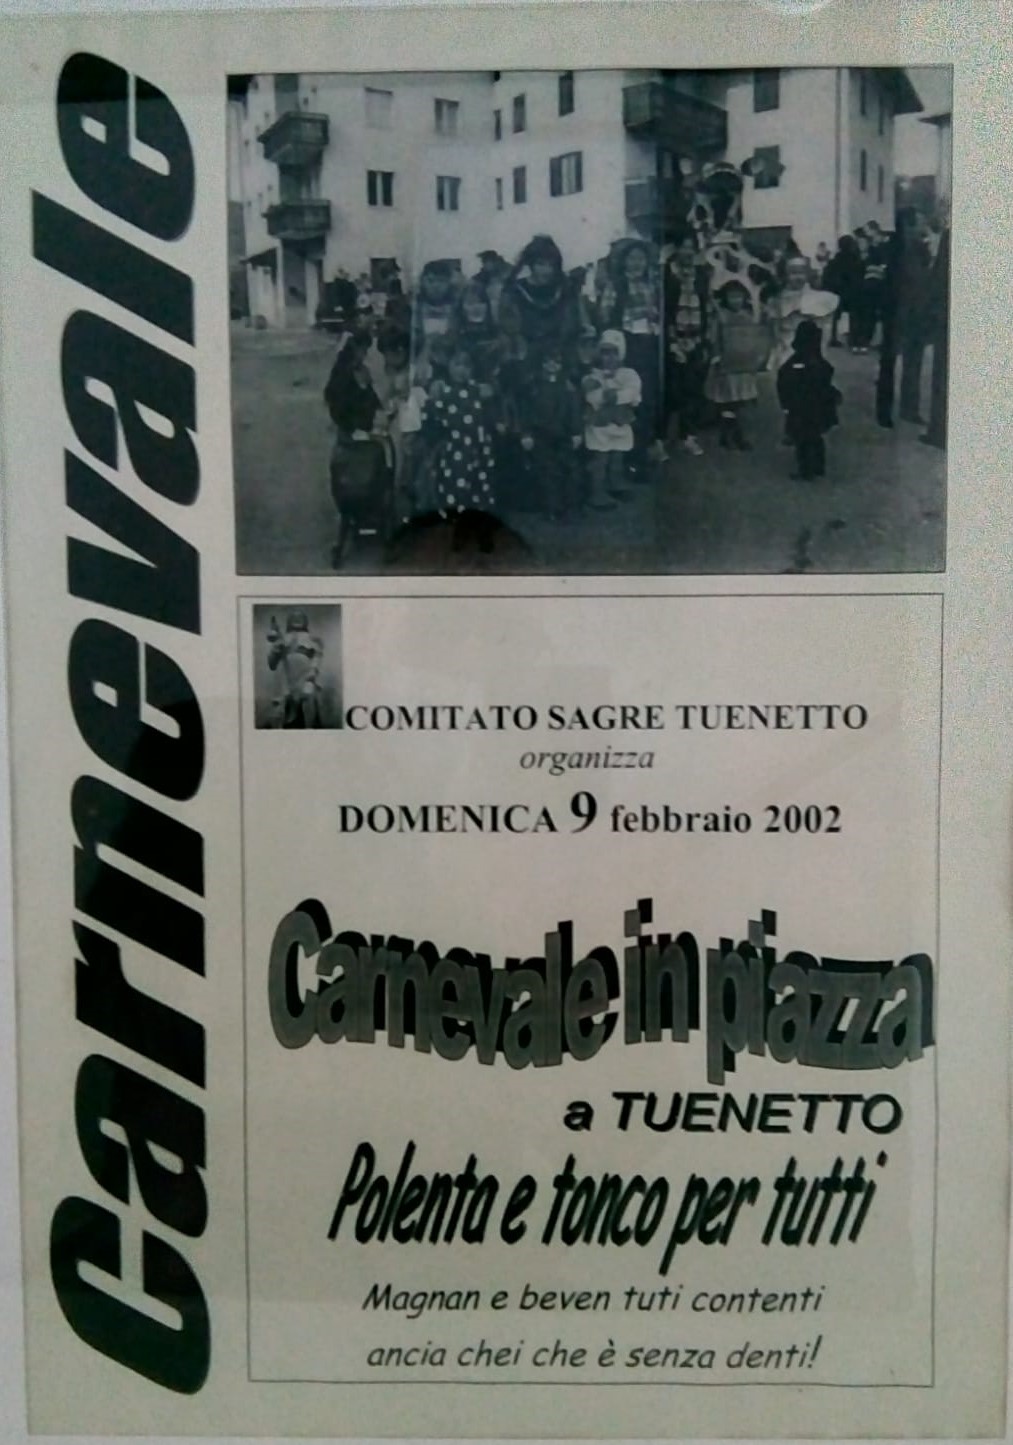 Carnevale
COMITATO SAGRE TUENETTO
organizza
DOMENICA 9 febbraio 2002
Carnevale in piazza
a TUENETTO
Polenta e tonco per tutti
Magnan e beven tuti contenti
ancia chei che è senza denti!